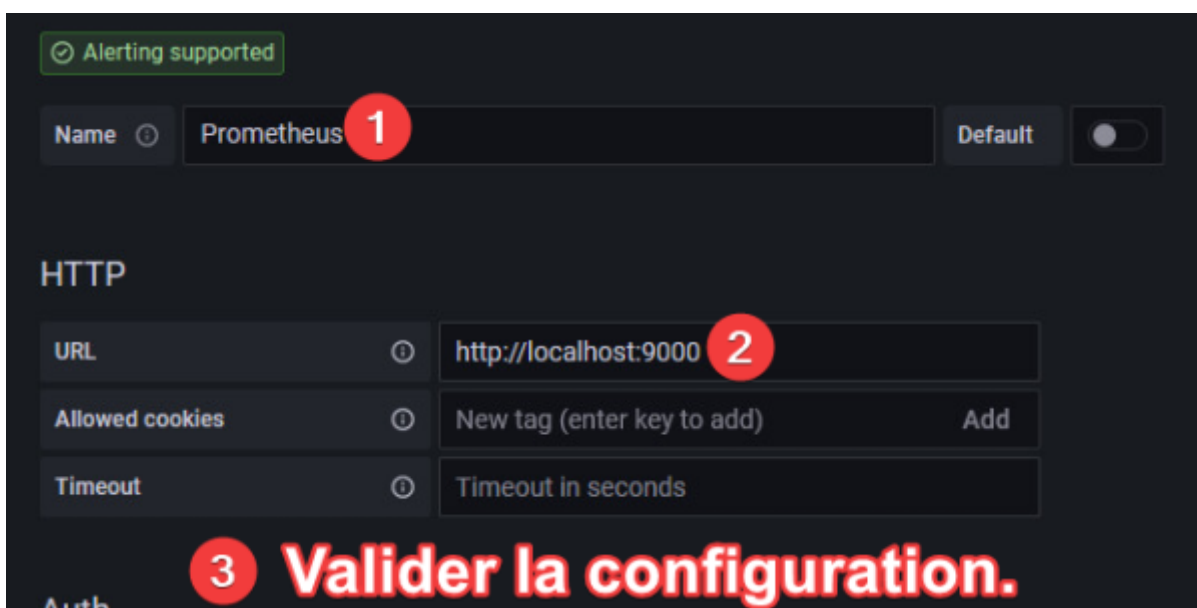 Alerting supported
Name Prometheus 1 Default
HTTP
URL http://localhost:9000 2
Allowed cookies New tag (enter key to add) Add
Timeout Timeout in seconds
3 Valider la configuration.
Auth